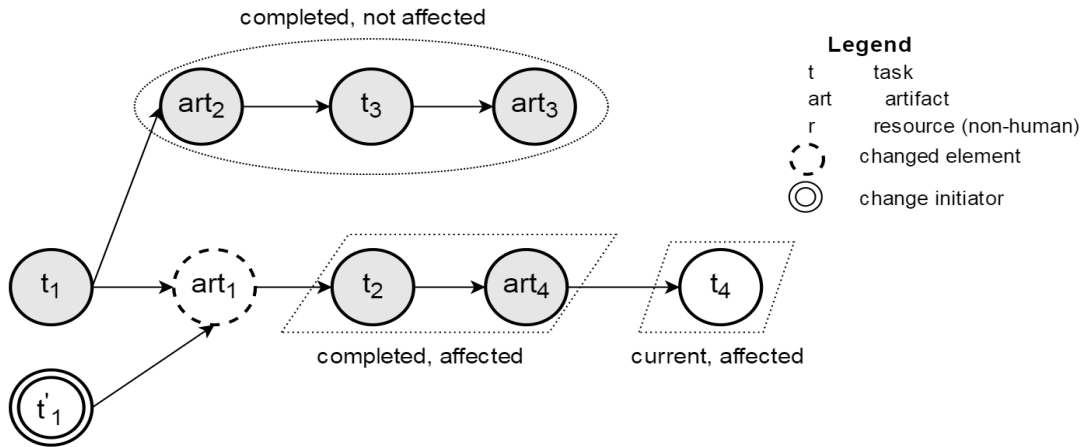 completed, not affected
art2
t3
art3
t1
art1
t2
art4
t4
completed, affected
current, affected
t'1
Legend
t task
art artifact
r resource (non-human)
changed element
change initiator